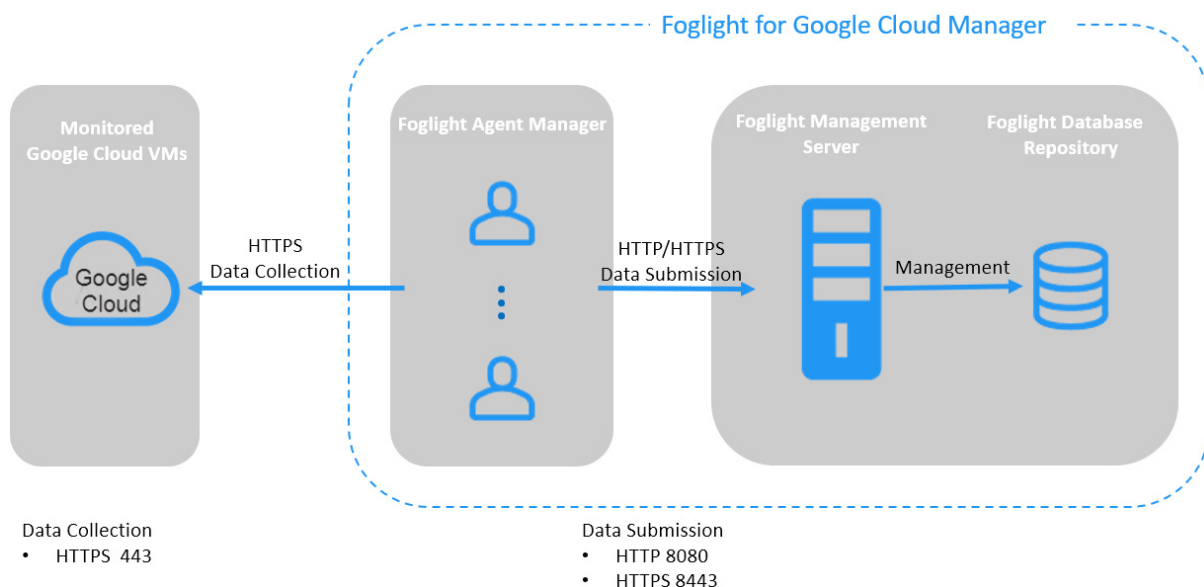 Foglight for Google Cloud Manager
Monitored
Google Cloud VMs
Foglight Agent Manager
Foglight Management
Server
Foglight Database
Repository
Google
Cloud
HTTPS
Data Collection
HTTP/HTTPS
Data Submission
Management
Data Collection
• HTTPS 443
Data Submission
• HTTP 8080
• HTTPS 8443